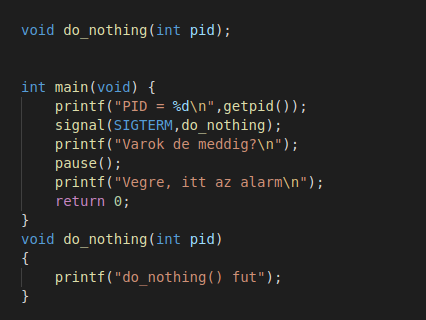 void do_nothing(int pid);
int main(void) {
printf("PID = %d\n",getpid());
signal(SIGTERM,do_nothing);
printf("Varok de meddig?\n");
pause();
printf("Vegre, itt az alarm\n");
return 0;
}
void do_nothing(int pid)
{
printf("do_nothing() fut");
}